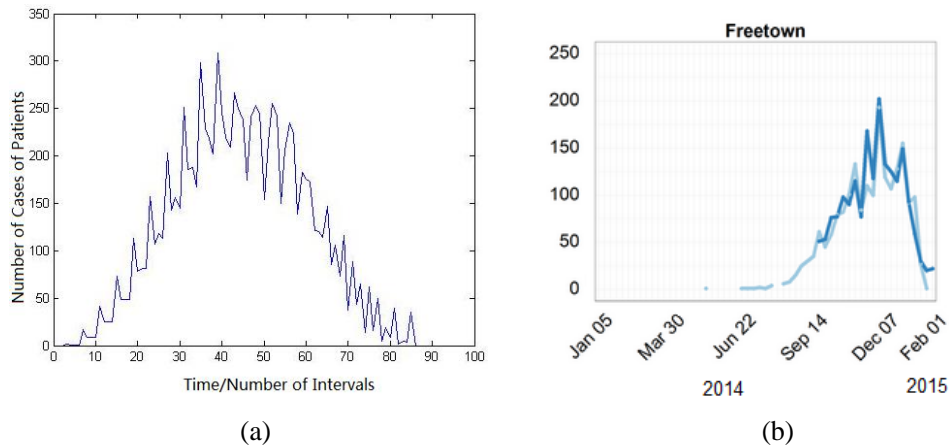 350
300
250
200
150
100
50
0
0 10 20 30 40 50 60 70 80 90 100
Number of Cases of Patients
Time/Number of Intervals
(a)
Freetown
250
200
150
100
50
0
Jan 05
Mar 30
Jun 22
Sep 14
Dec 07
Feb 01
2014
2015
(b)